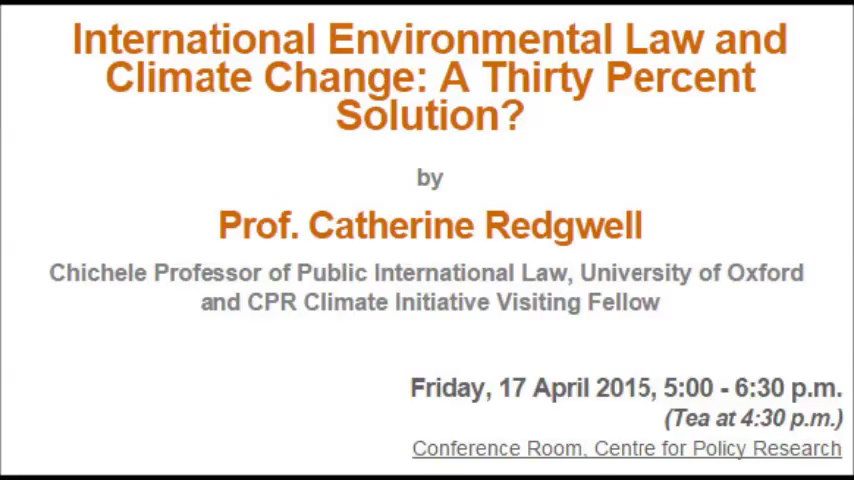 International Environmental Law and
Climate Change: A Thirty Percent
Solution?
by
Prof. Catherine Redgwell
Chichele Professor of Public International Law, University of Oxford
and CPR Climate Initiative Visiting Fellow
Friday, 17 April 2015, 5:00 - 6:30 p.m.
(Tea at 4:30 p.m.)
Conference Room, Centre for Policy Research